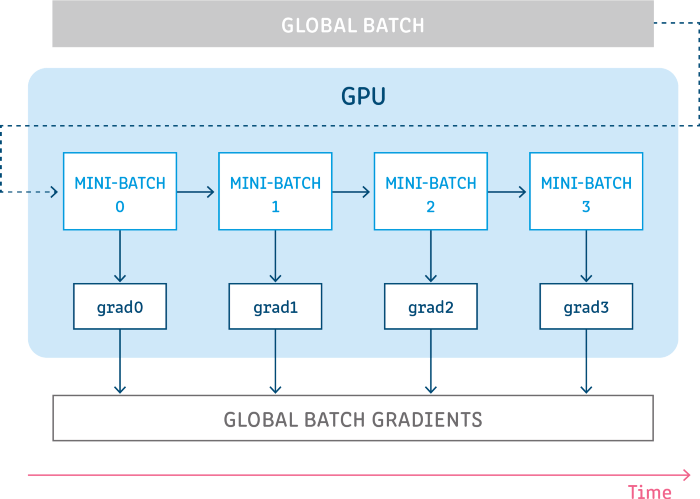 GLOBAL BATCH
GPU
MINI-BATCH
0
MINI-BATCH
1
MINI-BATCH
2
MINI-BATCH
3
grad0
grad1
grad2
grad3
GLOBAL BATCH GRADIENTS
Time